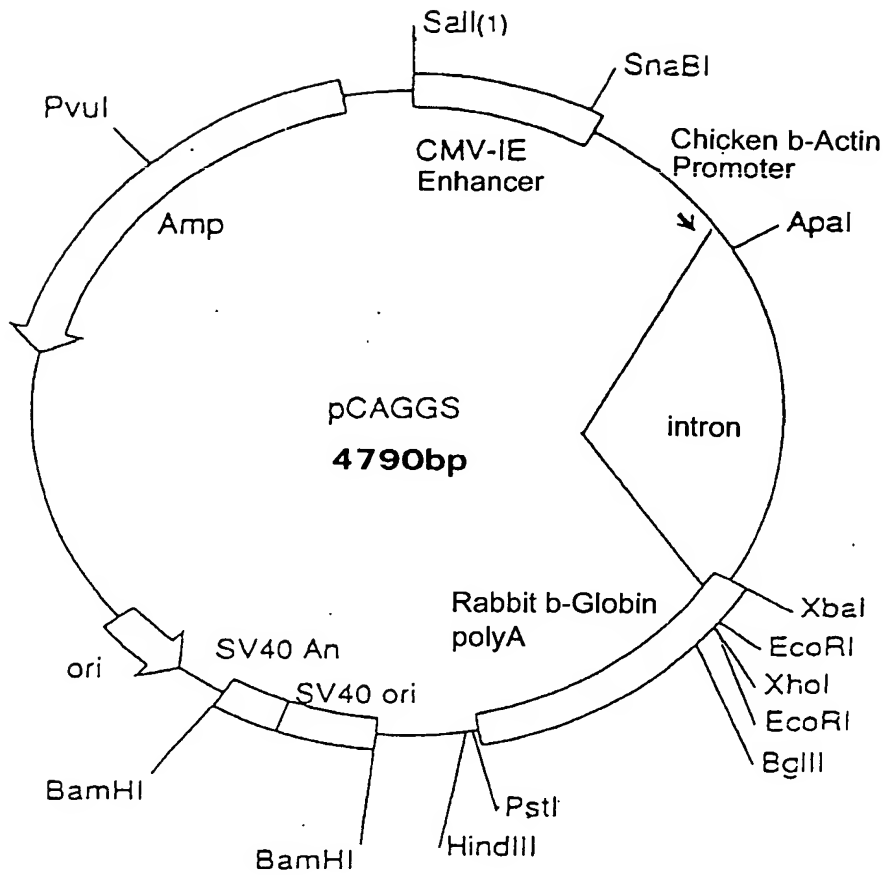 SalI(1)
SnaBI
PvuI
CMV-IE
Enhancer
Chicken b-Actin
Promoter
Amp
ApaI
pCAGGS
4790bp
intron
Rabbit b-Globin
polyA
XbaI
EcoRI
XhoI
EcoRI
BglII
ori
SV40 An
SV40 ori
BamHI
BamHI
PstI
HindIII